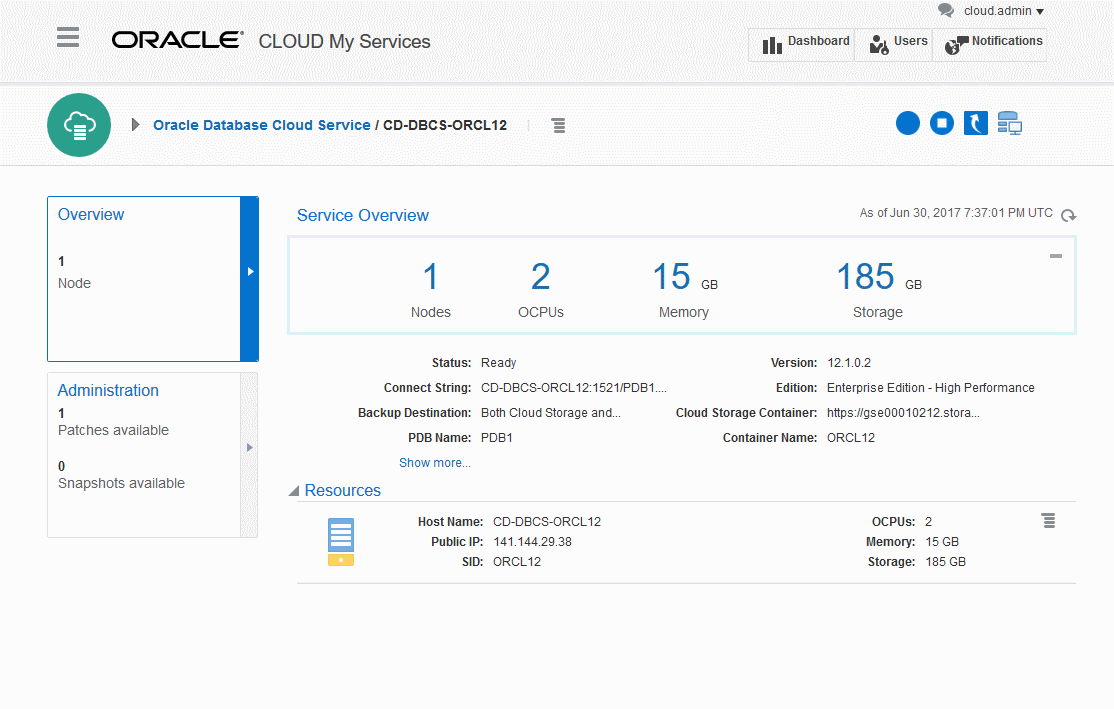 cloud.admin
ORACLE® CLOUD My Services
Dashboard Users Notifications
Oracle Database Cloud Service / CD-DBCS-ORCL12
Overview
1
Node
Administration
1
Patches available
0
Snapshots available
Service Overview
As of Jun 30, 2017 7:37:01 PM UTC
1 2 15 GB 185 GB
Nodes OCPUs Memory Storage
Status: Ready Version: 12.1.0.2
Connect String: CD-DBCS-ORCL12:1521/PDB1.... Edition: Enterprise Edition - High Performance
Backup Destination: Both Cloud Storage and... Cloud Storage Container: https://gse00010212.stora...
PDB Name: PDB1 Container Name: ORCL12
Show more...
Resources
Host Name: CD-DBCS-ORCL12 OCPUs: 2
Public IP: 141.144.29.38 Memory: 15 GB
SID: ORCL12 Storage: 185 GB